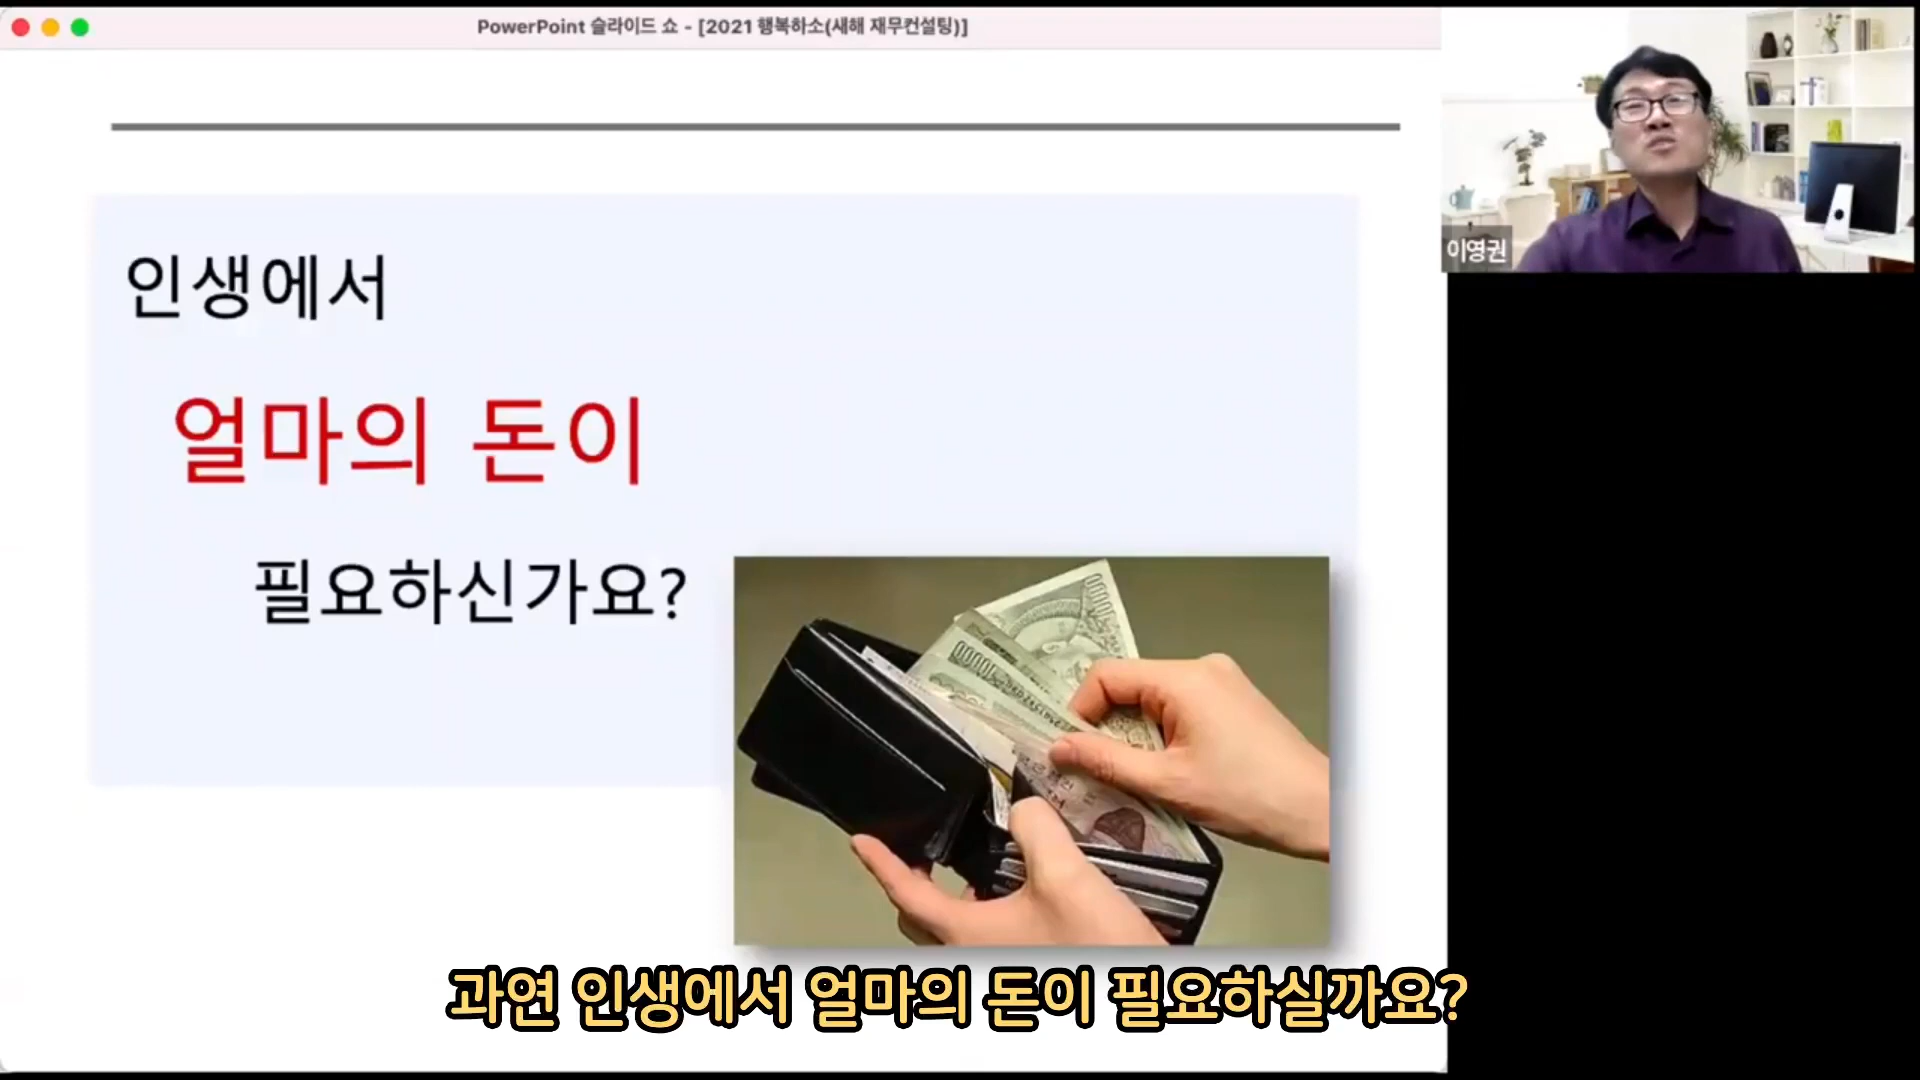 PowerPoint 슬라이드 쇼 - [2021 행복하소(새해 재무컨설팅)]
이영권
인생에서
얼마의 돈이
필요하신가요?
과연 인생에서 얼마의 돈이 필요하실까요?